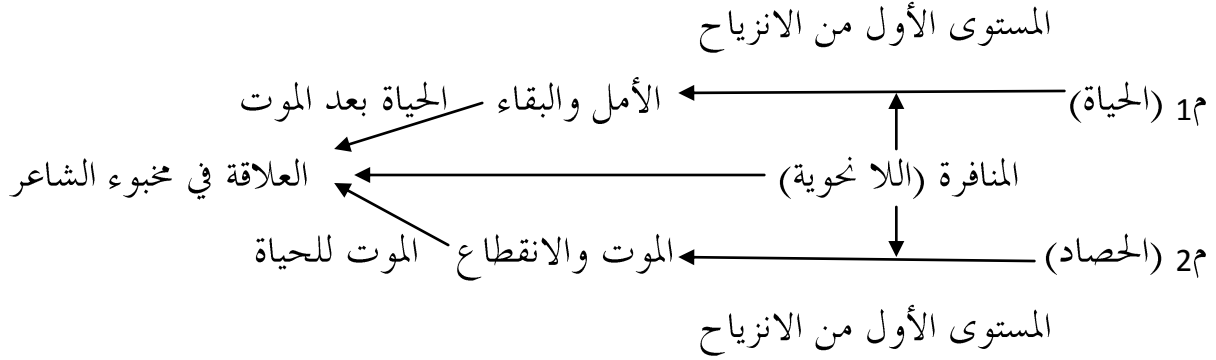 المستوى الأول من الانزياح
م1 (الحياة) الأمل والبقاء الحياة بعد الموت
المنافرة (اللا نحوية) العلاقة في مخبوء الشاعر
م2 (الحصاد) الموت والانقطاع الموت للحياة
المستوى الأول من الانزياح